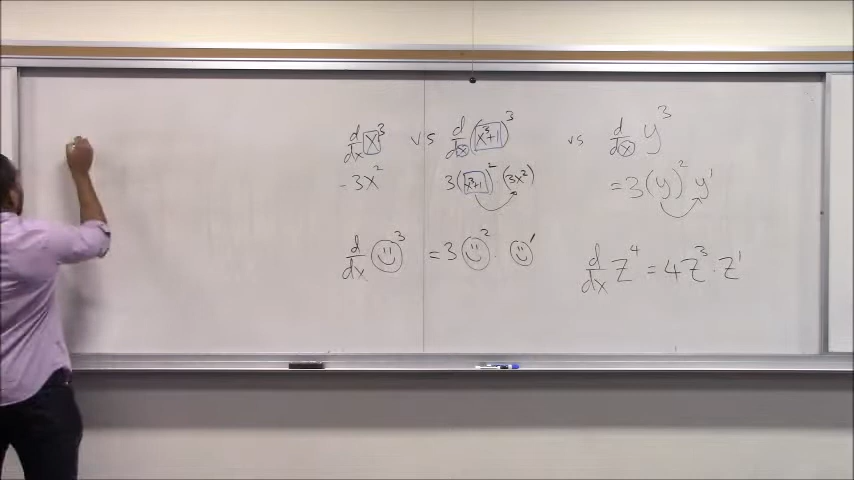 d/dx x³ vs d/dx (x³+1)³ vs d/dx y³
= 3x² 3(x³+1)²·(3x²) = 3(y)² y'
d/dx ☺³ = 3☺²·☺' d/dx z⁴ = 4z³·z'